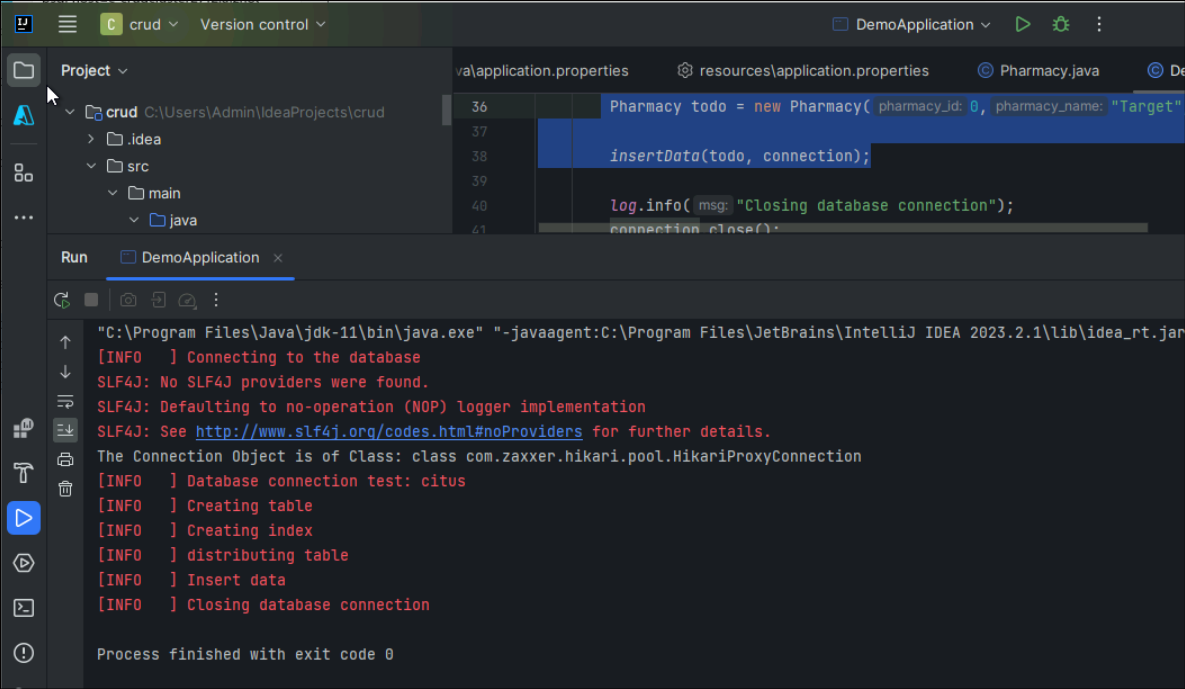 crud Version control DemoApplication
Project
va\application.properties resources\application.properties Pharmacy.java De
crud C:\Users\Admin\IdeaProjects\crud
.idea
src
main
java
36 Pharmacy todo = new Pharmacy( pharmacy_id: 0, pharmacy_name: "Target"
37
38 insertData(todo, connection);
39
40 log.info( msg: "Closing database connection");
41 connection.close();
Run DemoApplication
"C:\Program Files\Java\jdk-11\bin\java.exe" "-javaagent:C:\Program Files\JetBrains\IntelliJ IDEA 2023.2.1\lib\idea_rt.jar
[INFO   ] Connecting to the database
SLF4J: No SLF4J providers were found.
SLF4J: Defaulting to no-operation (NOP) logger implementation
SLF4J: See http://www.slf4j.org/codes.html#noProviders for further details.
The Connection Object is of Class: class com.zaxxer.hikari.pool.HikariProxyConnection
[INFO   ] Database connection test: citus
[INFO   ] Creating table
[INFO   ] Creating index
[INFO   ] distributing table
[INFO   ] Insert data
[INFO   ] Closing database connection
Process finished with exit code 0